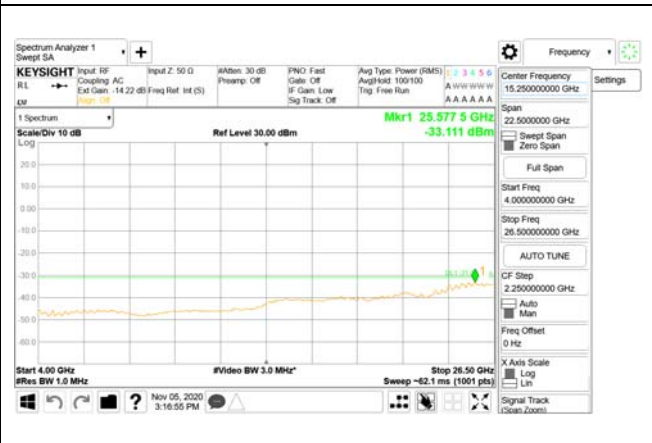 Spectrum Analyzer 1
Swept SA
Frequency
KEYSIGHT
RL
Input: RF
Coupling: AC
Ext Gain: -14.22 dB
Align: Off
Input Z: 50 Ω
Freq Ref: Int (S)
#Atten: 30 dB
Preamp: Off
PNO: Fast
Gate: Off
IF Gain: Low
Sig Track: Off
Avg Type: Power (RMS)
Avg|Hold: 100/100
Trig: Free Run
1 2 3 4 5 6
A W W W W W
A A A A A A
1 Spectrum
Scale/Div 10 dB
Ref Level 30.00 dBm
Mkr1 25.577 5 GHz
-33.111 dBm
Log
20.0
10.0
0.00
-10.0
-20.0
-30.0
-40.0
-50.0
-60.0
1
Start 4.00 GHz
#Video BW 3.0 MHz*
Stop 26.50 GHz
#Res BW 1.0 MHz
Sweep ~62.1 ms (1001 pts)
Nov 05, 2020
3:16:55 PM
Settings
Center Frequency
15.250000000 GHz
Span
22.5000000 GHz
Swept Span
Zero Span
Full Span
Start Freq
4.000000000 GHz
Stop Freq
26.500000000 GHz
AUTO TUNE
CF Step
2.250000000 GHz
Auto
Man
Freq Offset
0 Hz
X Axis Scale
Log
Lin
Signal Track
(Span Zoom)